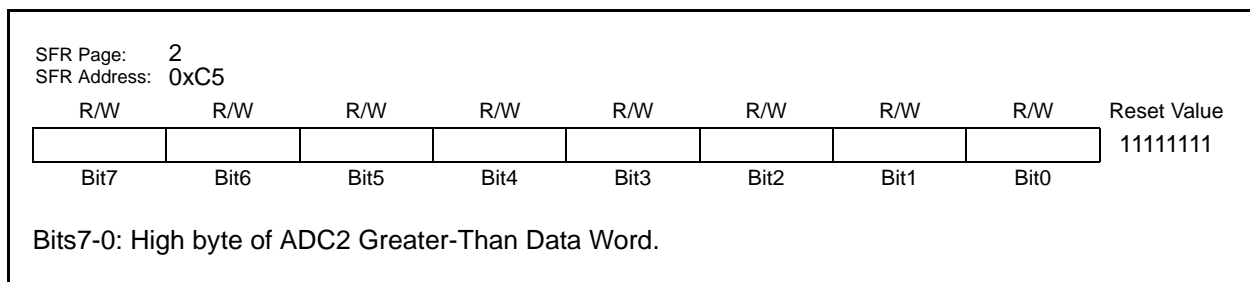 SFR Page: 2
SFR Address: 0xC5
R/W R/W R/W R/W R/W R/W R/W R/W Reset Value
11111111
Bit7 Bit6 Bit5 Bit4 Bit3 Bit2 Bit1 Bit0
Bits7-0: High byte of ADC2 Greater-Than Data Word.